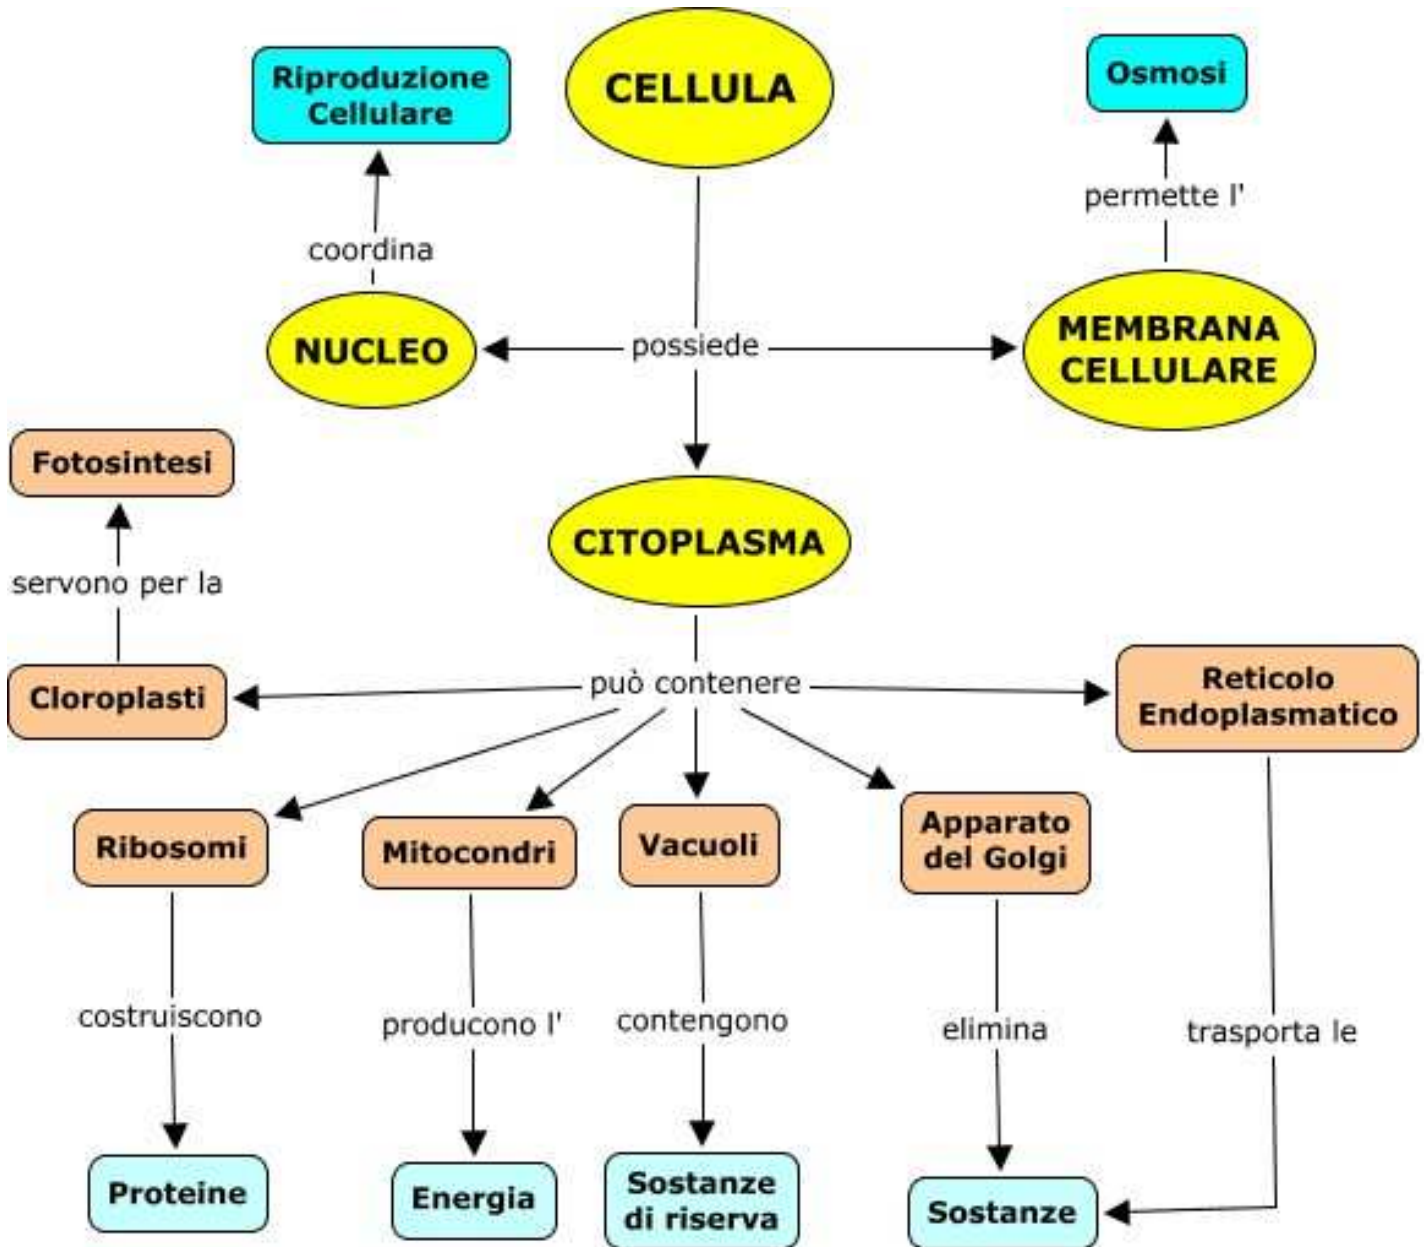 CELLULA
Riproduzione
Cellulare
Osmosi
permette l'
coordina
NUCLEO
possiede
MEMBRANA
CELLULARE
Fotosintesi
CITOPLASMA
servono per la
può contenere
Cloroplasti
Reticolo
Endoplasmatico
Ribosomi
Mitocondri
Vacuoli
Apparato
del Golgi
costruiscono
producono l'
contengono
elimina
trasporta le
Proteine
Energia
Sostanze
di riserva
Sostanze